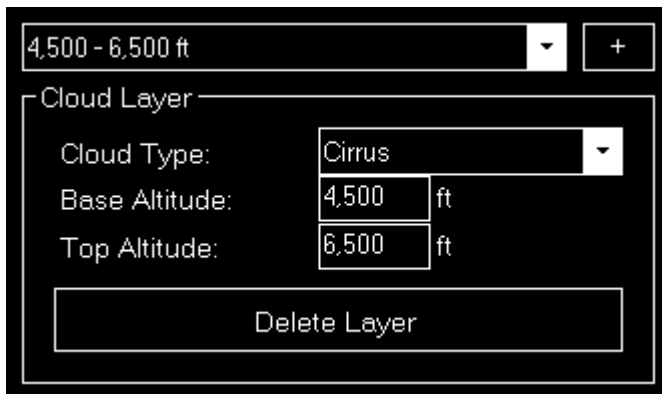 4,500 - 6,500 ft +
Cloud Layer
Cloud Type: Cirrus
Base Altitude: 4,500 ft
Top Altitude: 6,500 ft
Delete Layer